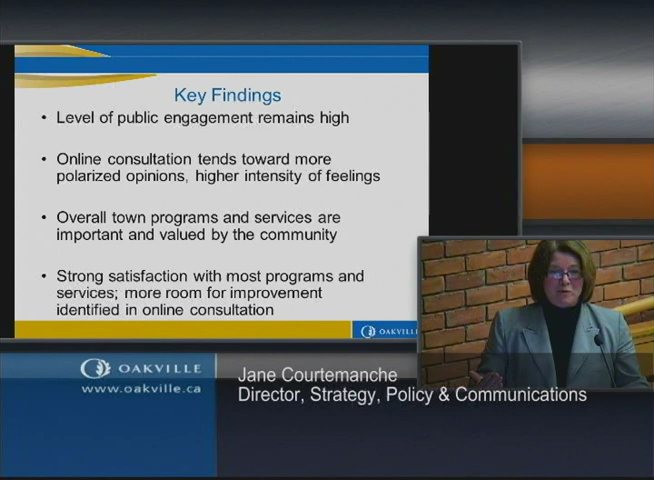 Key Findings
• Level of public engagement remains high
• Online consultation tends toward more
polarized opinions, higher intensity of feelings
• Overall town programs and services are
important and valued by the community
• Strong satisfaction with most programs and
services; more room for improvement
identified in online consultation
OAKVILLE
OAKVILLE
www.oakville.ca
Jane Courtemanche
Director, Strategy, Policy & Communications